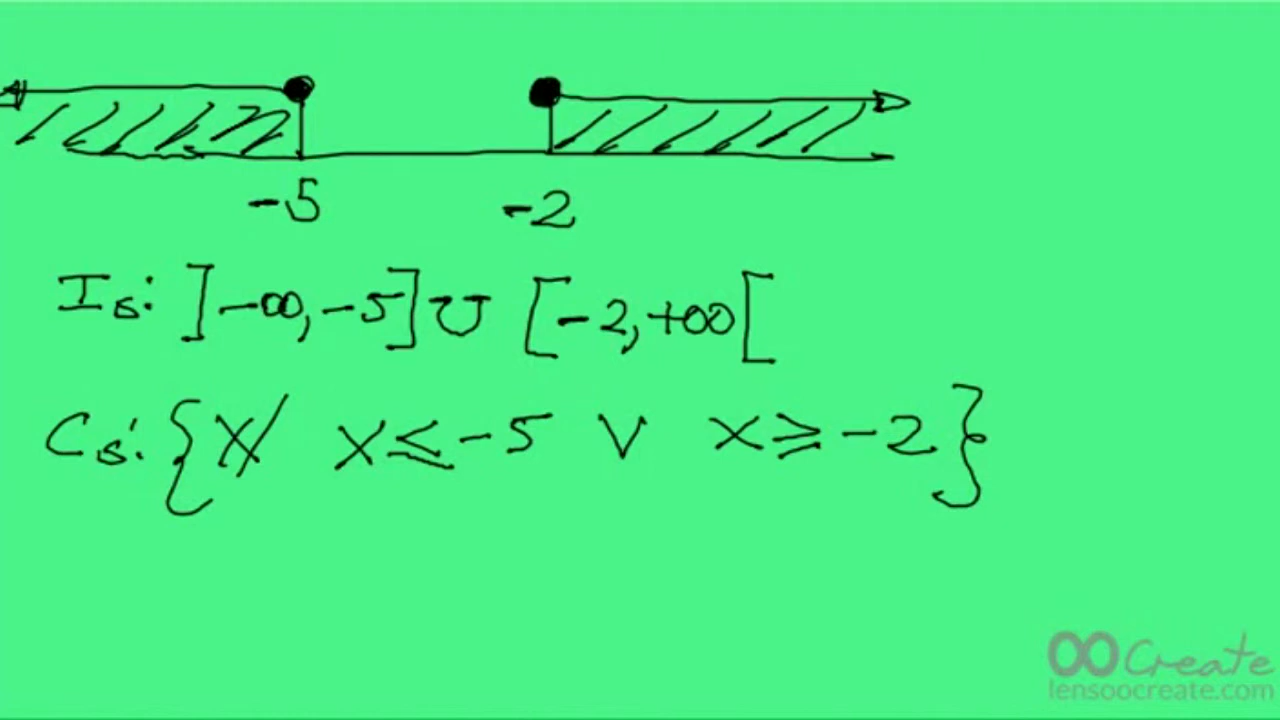 -5 -2
Is: ]-∞, -5] ∪ [-2, +∞[
Cs: {x/ x ≤ -5 ∨ x ≥ -2}
Create
lensoocreate.com